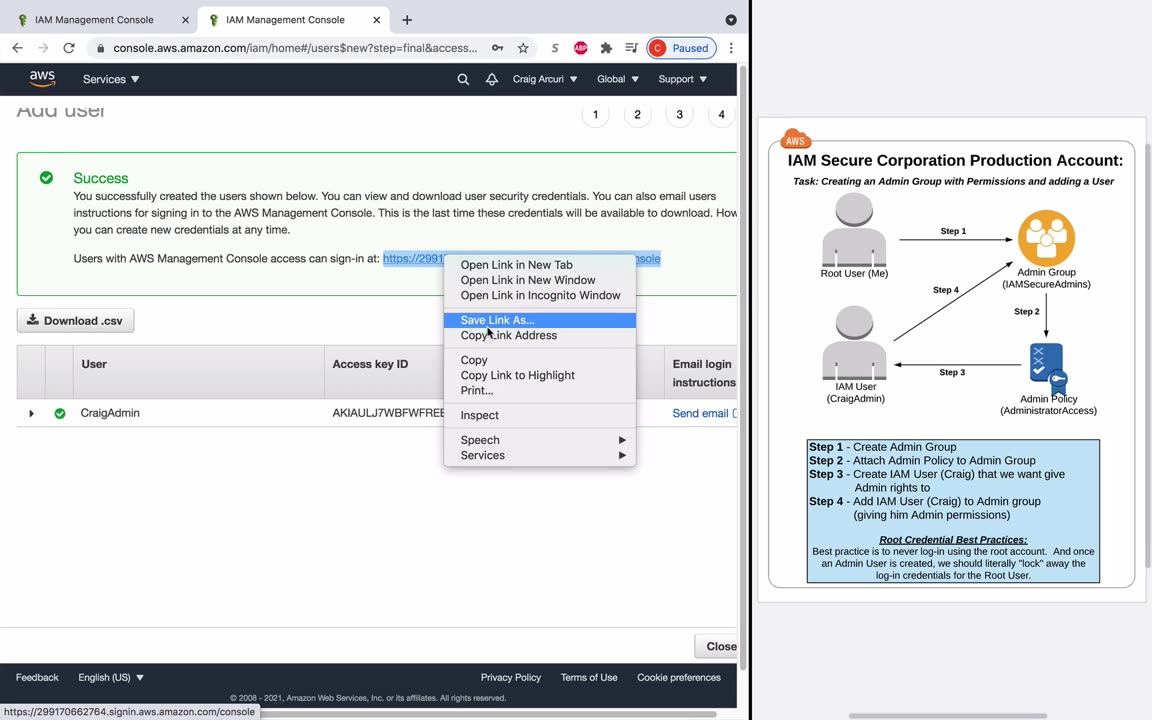 IAM Management Console
IAM Management Console
console.aws.amazon.com/iam/home#/users$new?step=final&access...
S
ABP
C Paused
aws
Services
Craig Arcuri
Global
Support
Add user
1
2
3
4
Success
You successfully created the users shown below. You can view and download user security credentials. You can also email users
instructions for signing in to the AWS Management Console. This is the last time these credentials will be available to download. How
you can create new credentials at any time.
Users with AWS Management Console access can sign-in at: https://2991
nsole
Open Link in New Tab
Open Link in New Window
Open Link in Incognito Window
Save Link As...
Copy Link Address
Copy
Copy Link to Highlight
Print...
Inspect
Speech
Services
Download .csv
User
Access key ID
Email login
instructions
CraigAdmin
AKIAULJ7WBFWFREE
Send email
Close
Feedback
English (US)
Privacy Policy
Terms of Use
Cookie preferences
© 2008 - 2021, Amazon Web Services, Inc. or its affiliates. All rights reserved.
https://299170662764.signin.aws.amazon.com/console
AWS
IAM Secure Corporation Production Account:
Task: Creating an Admin Group with Permissions and adding a User
Step 1
Root User (Me)
Admin Group
(IAMSecureAdmins)
Step 4
Step 2
Step 3
IAM User
(CraigAdmin)
Admin Policy
(AdministratorAccess)
Step 1 - Create Admin Group
Step 2 - Attach Admin Policy to Admin Group
Step 3 - Create IAM User (Craig) that we want give
Admin rights to
Step 4 - Add IAM User (Craig) to Admin group
(giving him Admin permissions)
Root Credential Best Practices:
Best practice is to never log-in using the root account. And once
an Admin User is created, we should literally "lock" away the
log-in credentials for the Root User.